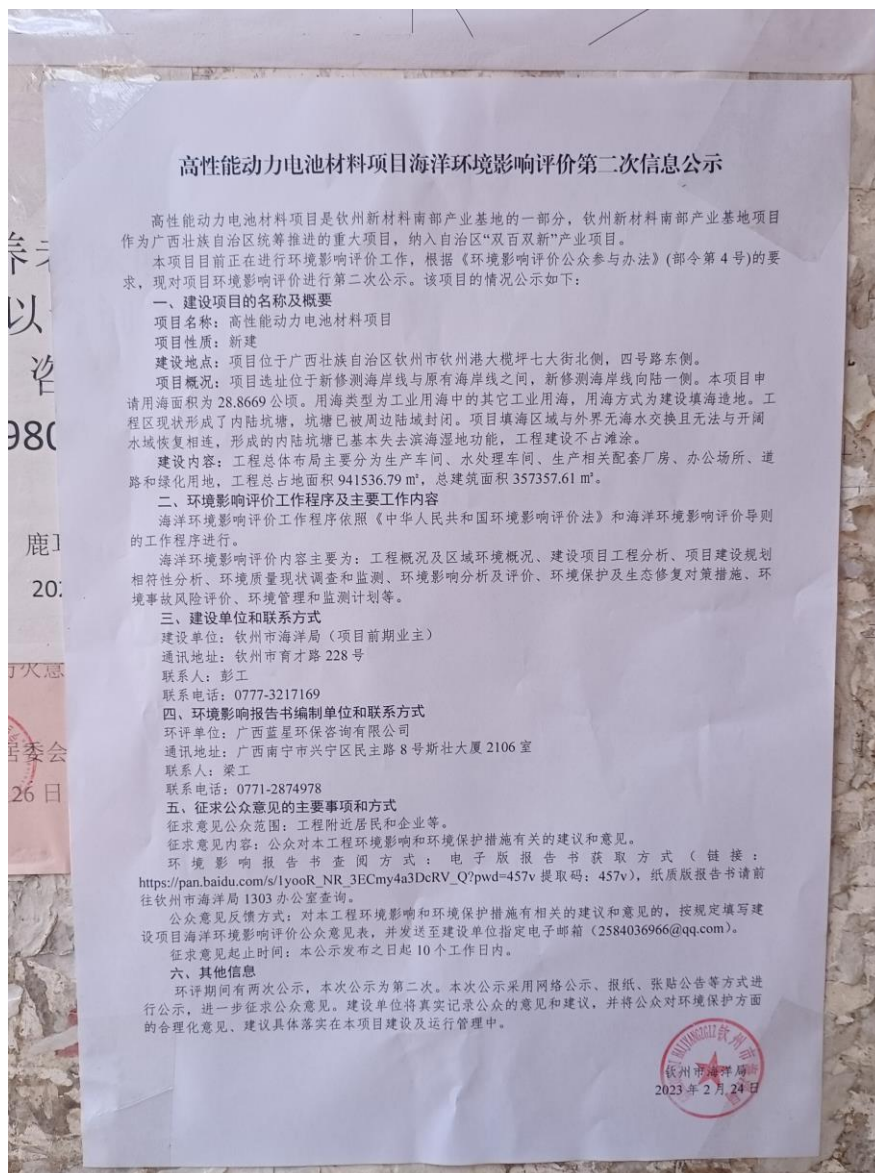 高性能动力电池材料项目海洋环境影响评价第二次信息公示
高性能动力电池材料项目是钦州新材料南部产业基地的一部分，钦州新材料南部产业基地项目
作为广西壮族自治区统筹推进的重大项目，纳入自治区“双百双新”产业项目。
本项目目前正在进行环境影响评价工作，根据《环境影响评价公众参与办法》(部令第 4 号)的要
求，现对项目环境影响评价进行第二次公示。该项目的情况公示如下：
一、建设项目的名称及概要
项目名称：高性能动力电池材料项目
项目性质：新建
建设地点：项目位于广西壮族自治区钦州市钦州港大榄坪七大街北侧，四号路东侧。
项目概况：项目选址位于新修测海岸线与原有海岸线之间，新修测海岸线向陆一侧。本项目申
请用海面积为 28.8669 公顷。用海类型为工业用海中的其它工业用海，用海方式为建设填海造地。工
程区现状形成了内陆坑塘，坑塘已被周边陆域封闭。项目填海区域与外界无海水交换且无法与开阔
水域恢复相连，形成的内陆坑塘已基本失去滨海湿地功能，工程建设不占滩涂。
建设内容：工程总体布局主要分为生产车间、水处理车间、生产相关配套厂房、办公场所、道
路和绿化用地，工程总占地面积 941536.79 ㎡，总建筑面积 357357.61 ㎡。
二、环境影响评价工作程序及主要工作内容
海洋环境影响评价工作程序依照《中华人民共和国环境影响评价法》和海洋环境影响评价导则
的工作程序进行。
海洋环境影响评价内容主要为：工程概况及区域环境概况、建设项目工程分析、项目建设规划
相符性分析、环境质量现状调查和监测、环境影响分析及评价、环境保护及生态修复对策措施、环
境事故风险评价、环境管理和监测计划等。
三、建设单位和联系方式
建设单位：钦州市海洋局（项目前期业主）
通讯地址：钦州市育才路 228 号
联系人：彭工
联系电话：0777-3217169
四、环境影响报告书编制单位和联系方式
环评单位：广西蓝星环保咨询有限公司
通讯地址：广西南宁市兴宁区民主路 8 号斯壮大厦 2106 室
联系人：梁工
联系电话：0771-2874978
五、征求公众意见的主要事项和方式
征求意见公众范围：工程附近居民和企业等。
征求意见内容：公众对本工程环境影响和环境保护措施有关的建议和意见。
环境影响报告书查阅方式：电子版报告书获取方式（链接：
https://pan.baidu.com/s/1yooR_NR_3ECmy4a3DcRV_Q?pwd=457v 提取码：457v），纸质版报告书请前
往钦州市海洋局 1303 办公室查询。
公众意见反馈方式：对本工程环境影响和环境保护措施有相关的建议和意见的，按规定填写建
设项目海洋环境影响评价公众意见表，并发送至建设单位指定电子邮箱（2584036966@qq.com）。
征求意见起止时间：本公示发布之日起 10 个工作日内。
六、其他信息
环评期间有两次公示，本次公示为第二次。本次公示采用网络公示、报纸、张贴公告等方式进
行公示，进一步征求公众意见。建设单位将真实记录公众的意见和建议，并将公众对环境保护方面
的合理化意见、建议具体落实在本项目建设及运行管理中。
钦州市海洋局
2023 年 2 月 24 日
以
980
鹿
202
居委会
26 日